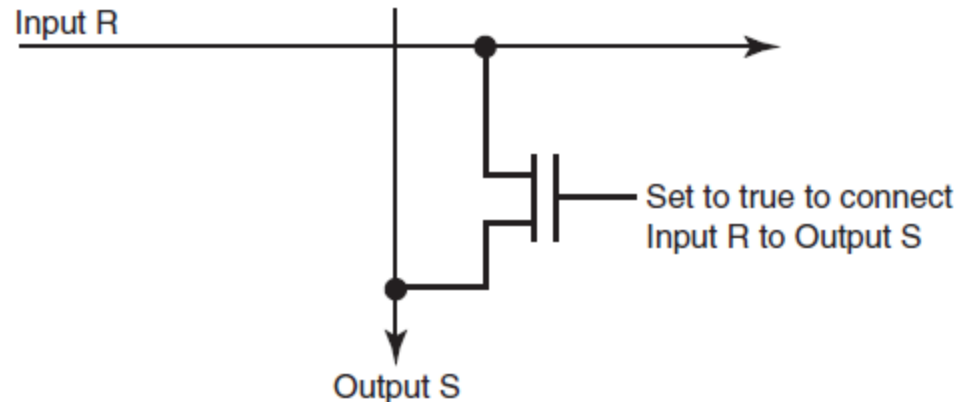 Input R
Set to true to connect
Input R to Output S
Output S